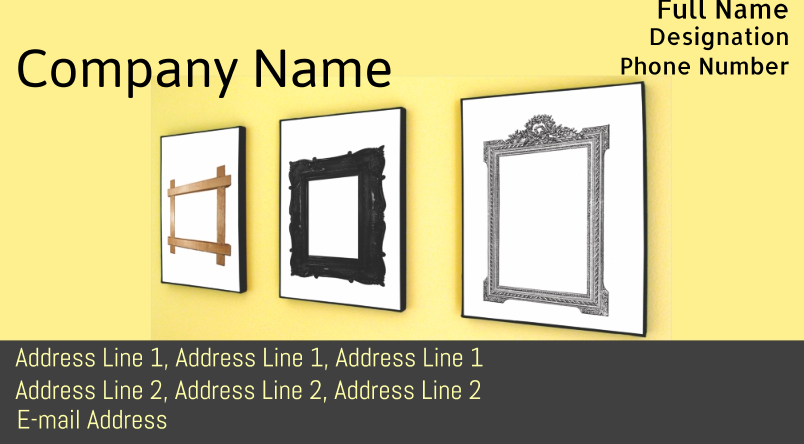 Full Name
Designation
Phone Number
Company Name
Address Line 1, Address Line 1, Address Line 1
Address Line 2, Address Line 2, Address Line 2
E-mail Address